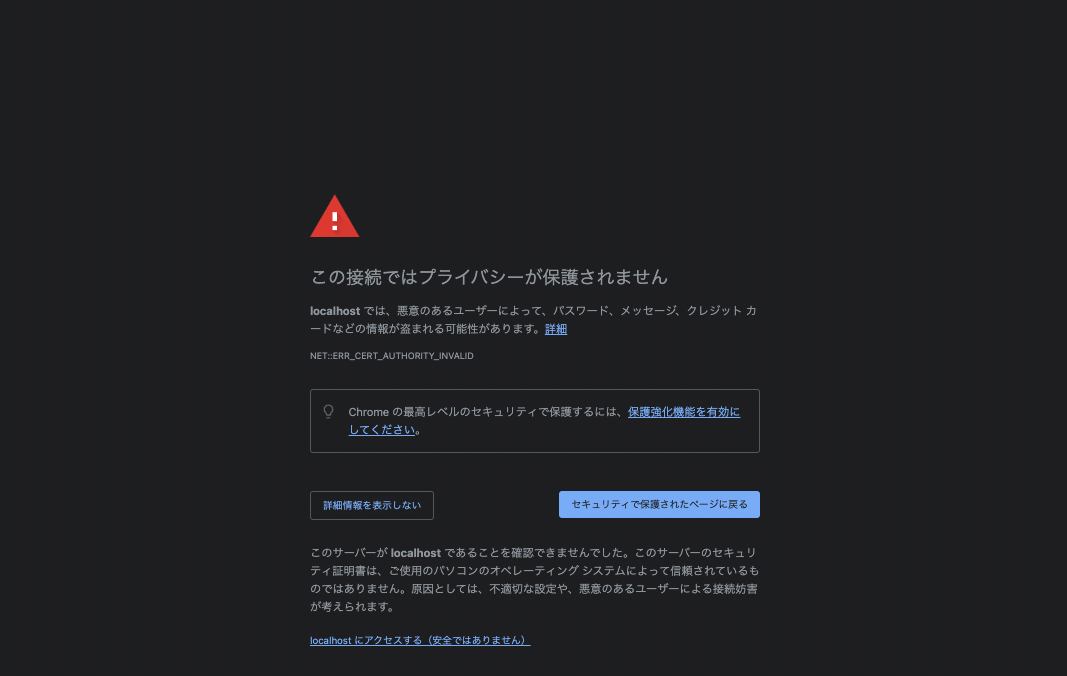 この接続ではプライバシーが保護されません
localhost では、悪意のあるユーザーによって、パスワード、メッセージ、クレジット カ
ードなどの情報が盗まれる可能性があります。詳細
NET::ERR_CERT_AUTHORITY_INVALID
Chrome の最高レベルのセキュリティで保護するには、保護強化機能を有効に
してください。
詳細情報を表示しない
セキュリティで保護されたページに戻る
このサーバーが localhost であることを確認できませんでした。このサーバーのセキュリ
ティ証明書は、ご使用のパソコンのオペレーティング システムによって信頼されているも
のではありません。原因としては、不適切な設定や、悪意のあるユーザーによる接続妨害
が考えられます。
localhost にアクセスする（安全ではありません）